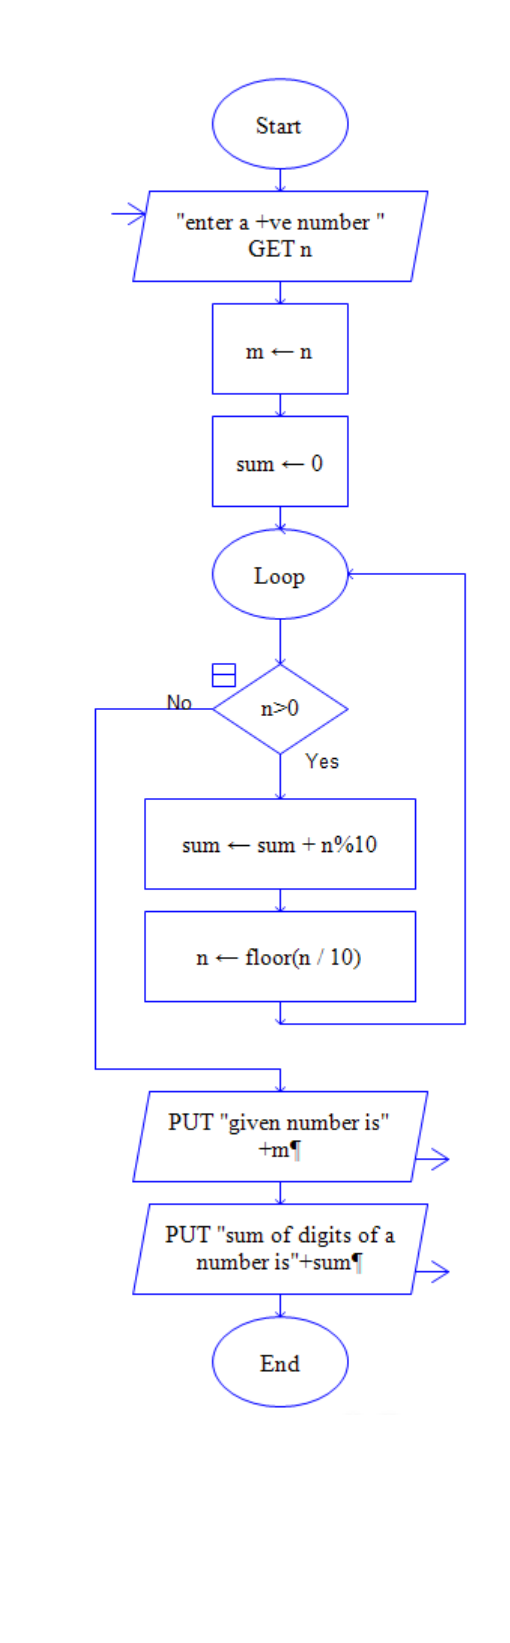 Start
"enter a +ve number "
GET n
m ← n
sum ← 0
Loop
No
n>0
Yes
sum ← sum + n%10
n ← floor(n / 10)
PUT "given number is"
+m¶
PUT "sum of digits of a
number is"+sum¶
End